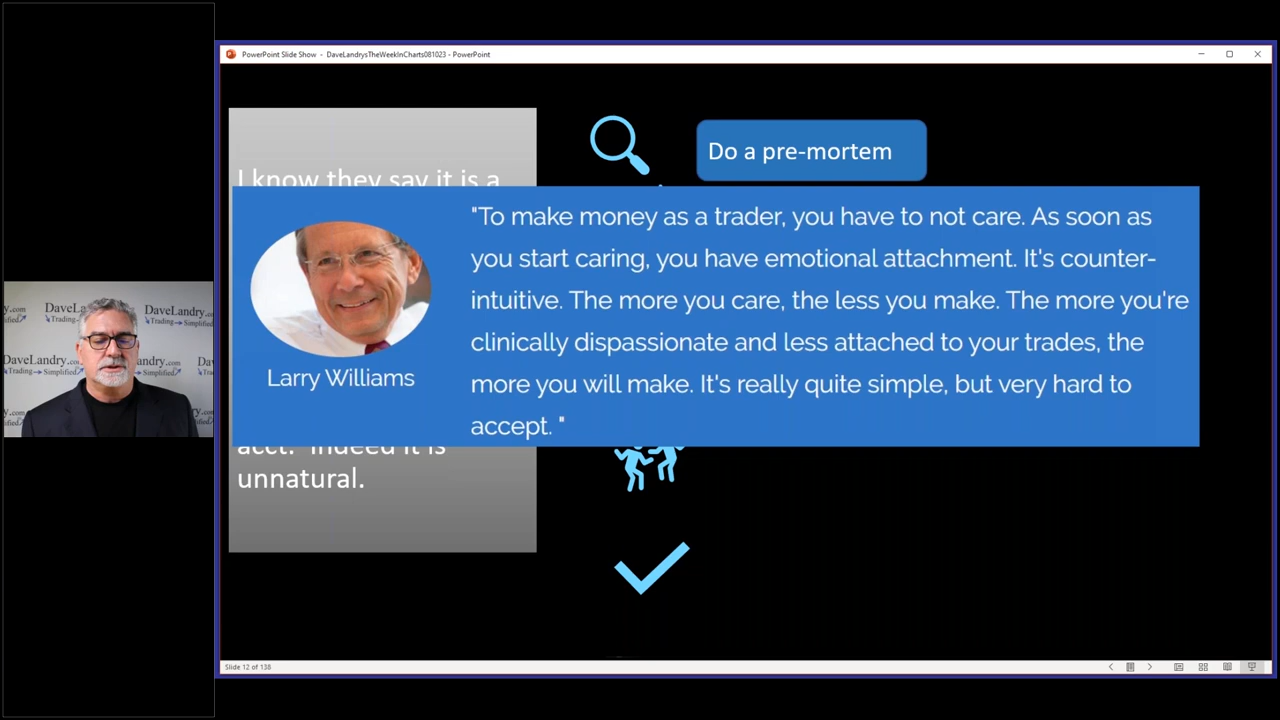 PowerPoint Slide Show - DaveLandrysTheWeekInCharts081023 - PowerPoint
Do a pre-mortem
I know they say it is a
"To make money as a trader, you have to not care. As soon as
you start caring, you have emotional attachment. It's counter-
intuitive. The more you care, the less you make. The more you're
clinically dispassionate and less attached to your trades, the
more you will make. It's really quite simple, but very hard to
accept. "
Larry Williams
acct. Indeed it is
unnatural.
DaveLandry.com
Trading Simplified
Slide 12 of 138